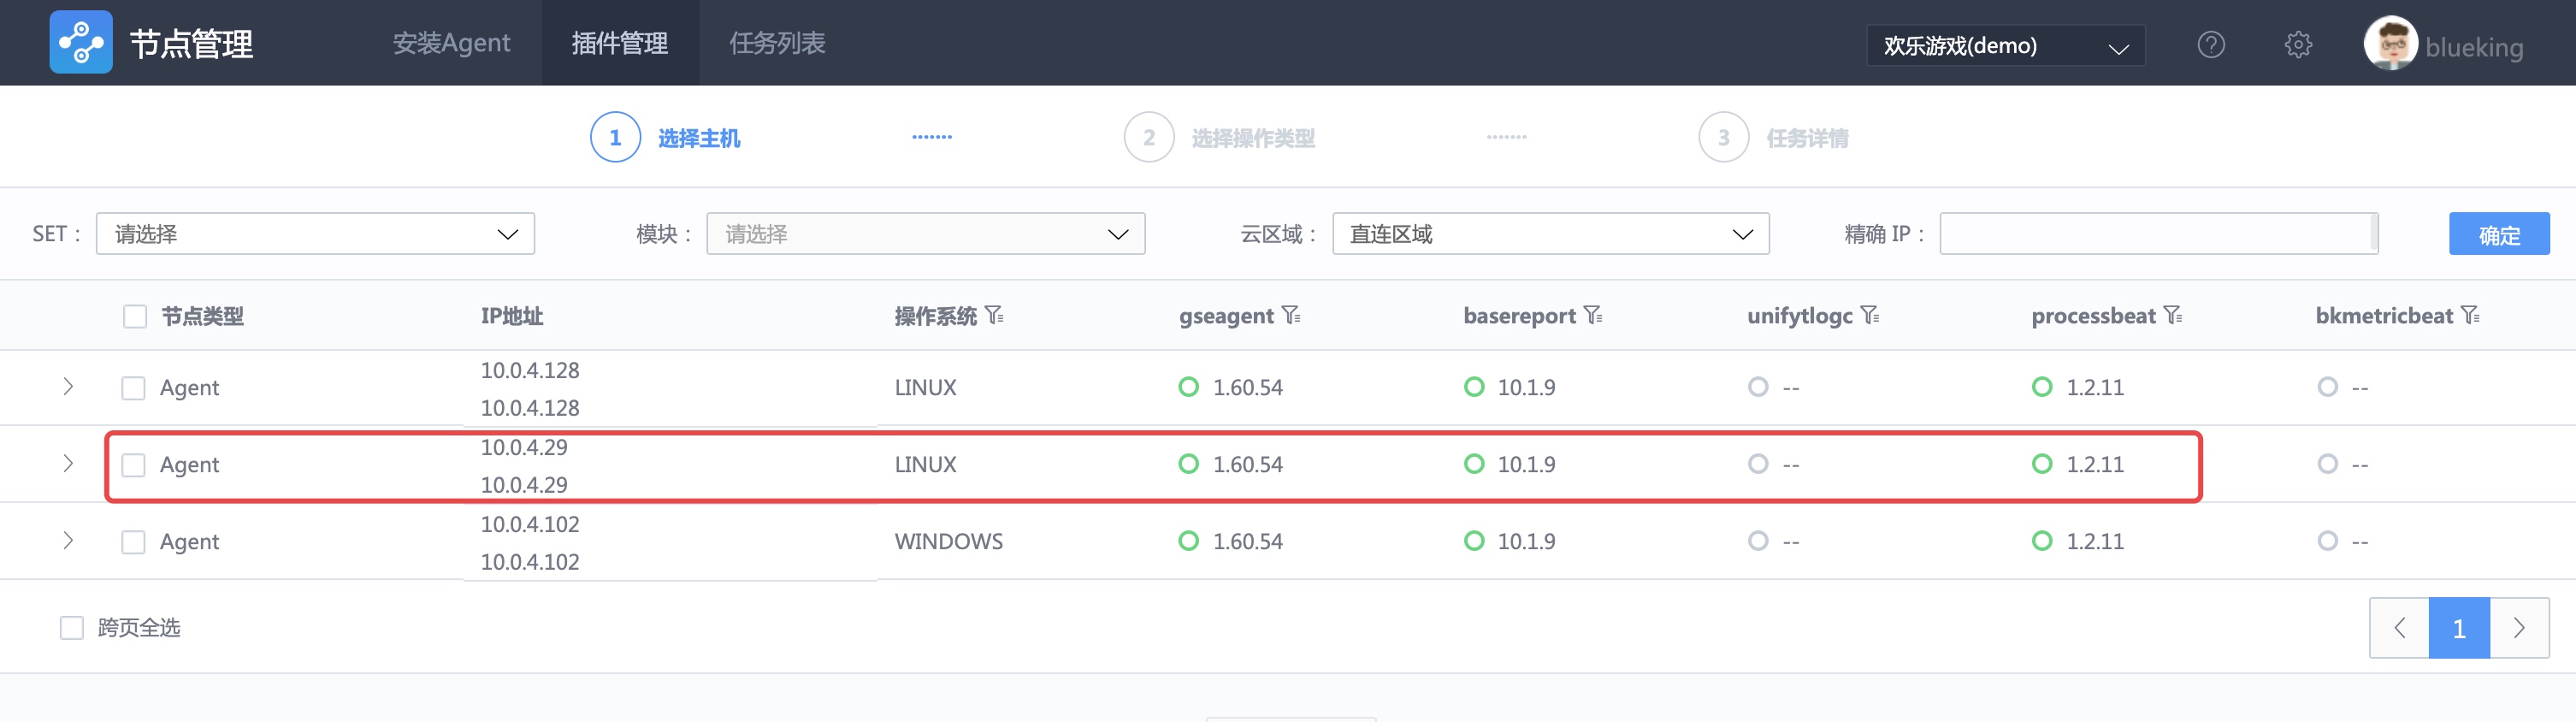 节点管理 安装Agent 插件管理 任务列表 欢乐游戏(demo) blueking
1 选择主机 2 选择操作类型 3 任务详情
SET： 请选择 模块： 请选择 云区域： 直连区域 精确 IP： 确定
节点类型 IP地址 操作系统 gseagent basereport unifytlogc processbeat bkmetricbeat
10.0.4.128
Agent LINUX 1.60.54 10.1.9 -- 1.2.11 --
10.0.4.128
10.0.4.29
Agent LINUX 1.60.54 10.1.9 -- 1.2.11 --
10.0.4.29
10.0.4.102
Agent WINDOWS 1.60.54 10.1.9 -- 1.2.11 --
10.0.4.102
跨页全选 1